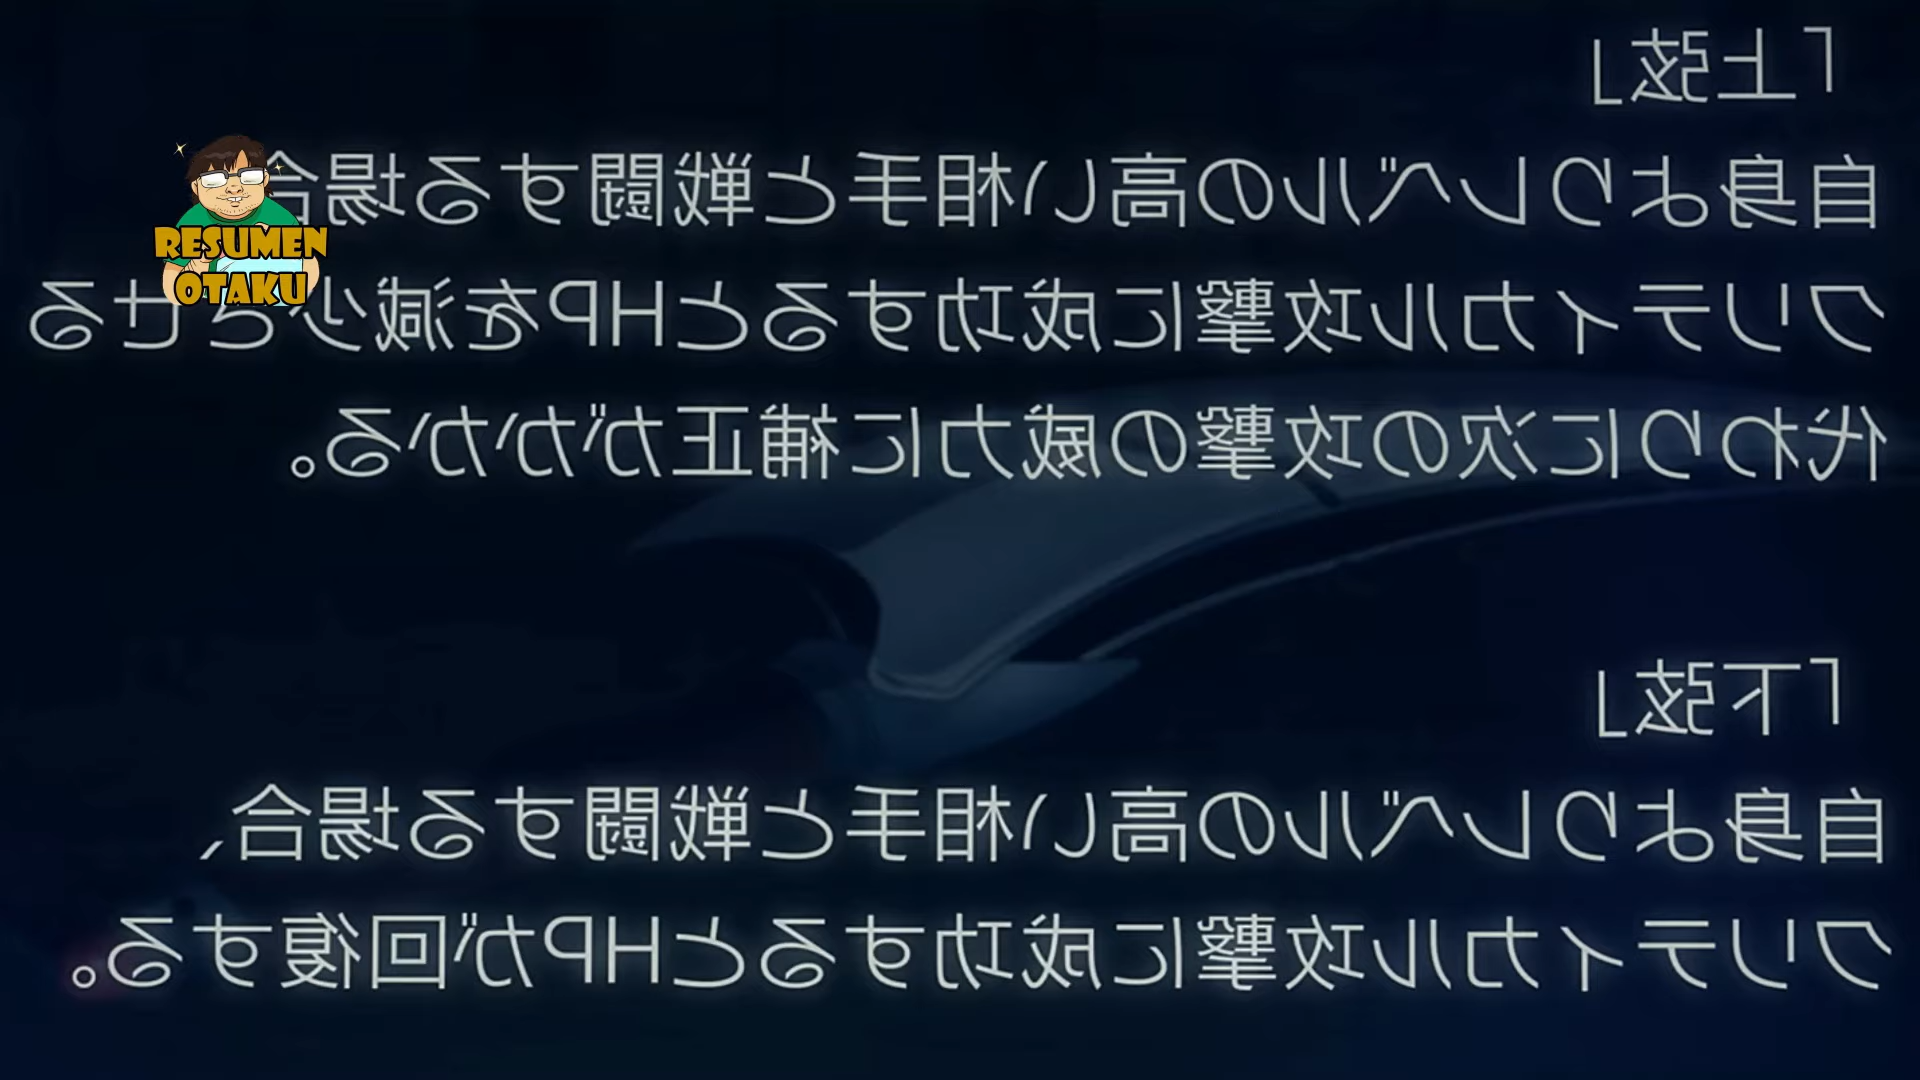 「上弦」
自身よりレベルの高い相手と戦闘する場合
クリティカル攻撃に成功するとHPを減少させる
代わりに次の攻撃の威力に補正がかかる。
RESUMEN
OTAKU
「下弦」
自身よりレベルの高い相手と戦闘する場合、
クリティカル攻撃に成功するとHPが回復する。